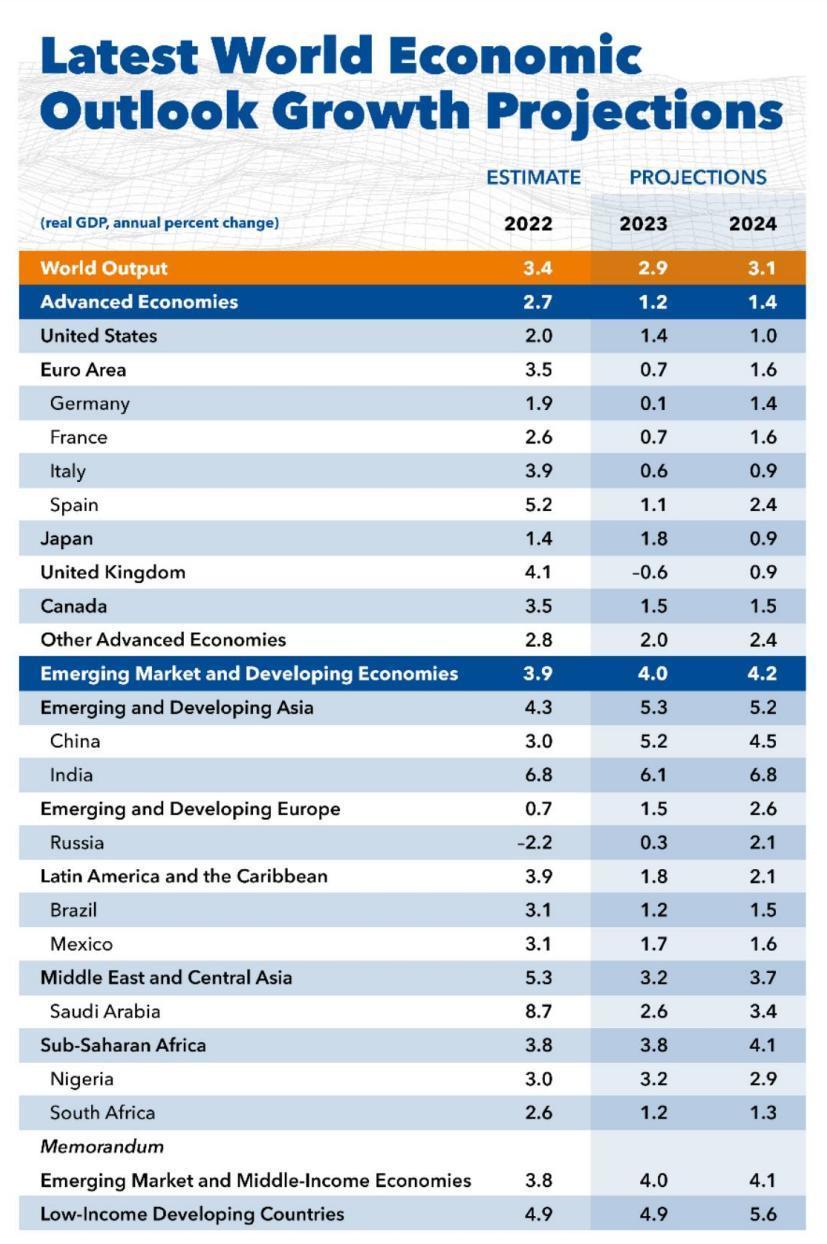 Latest World Economic
Outlook Growth Projections
ESTIMATE PROJECTIONS
(real GDP, annual percent change) 2022 2023 2024
World Output 3.4 2.9 3.1
Advanced Economies 2.7 1.2 1.4
United States 2.0 1.4 1.0
Euro Area 3.5 0.7 1.6
Germany 1.9 0.1 1.4
France 2.6 0.7 1.6
Italy 3.9 0.6 0.9
Spain 5.2 1.1 2.4
Japan 1.4 1.8 0.9
United Kingdom 4.1 –0.6 0.9
Canada 3.5 1.5 1.5
Other Advanced Economies 2.8 2.0 2.4
Emerging Market and Developing Economies 3.9 4.0 4.2
Emerging and Developing Asia 4.3 5.3 5.2
China 3.0 5.2 4.5
India 6.8 6.1 6.8
Emerging and Developing Europe 0.7 1.5 2.6
Russia –2.2 0.3 2.1
Latin America and the Caribbean 3.9 1.8 2.1
Brazil 3.1 1.2 1.5
Mexico 3.1 1.7 1.6
Middle East and Central Asia 5.3 3.2 3.7
Saudi Arabia 8.7 2.6 3.4
Sub-Saharan Africa 3.8 3.8 4.1
Nigeria 3.0 3.2 2.9
South Africa 2.6 1.2 1.3
Memorandum
Emerging Market and Middle-Income Economies 3.8 4.0 4.1
Low-Income Developing Countries 4.9 4.9 5.6